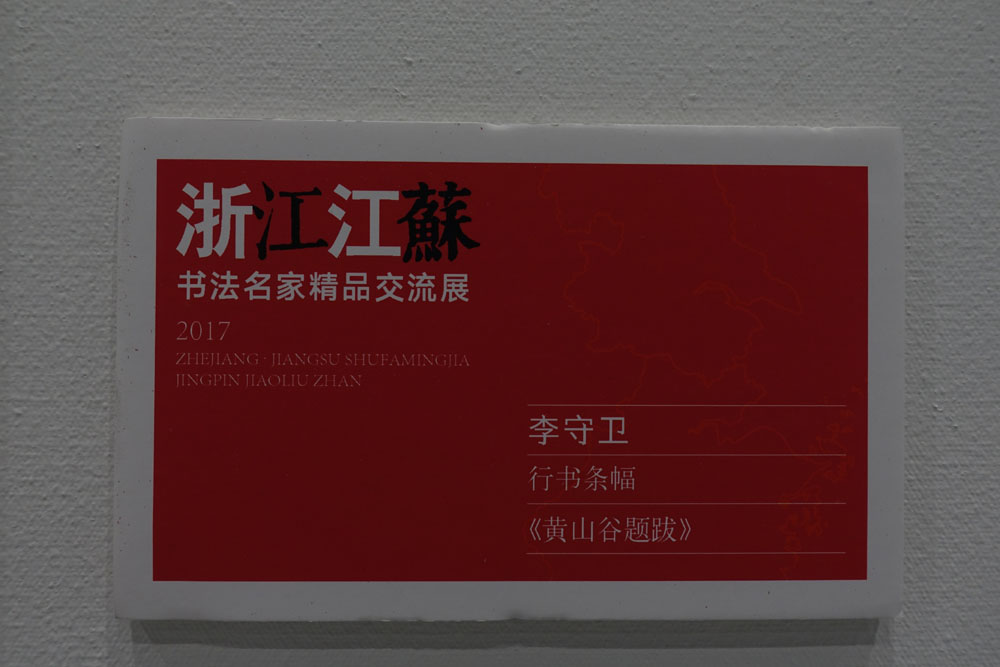 浙江江蘇
书法名家精品交流展
2017
ZHEJIANG · JIANGSU SHUFAMINGJIA
JINGPIN JIAOLIU ZHAN
李守卫
行书条幅
《黄山谷题跋》